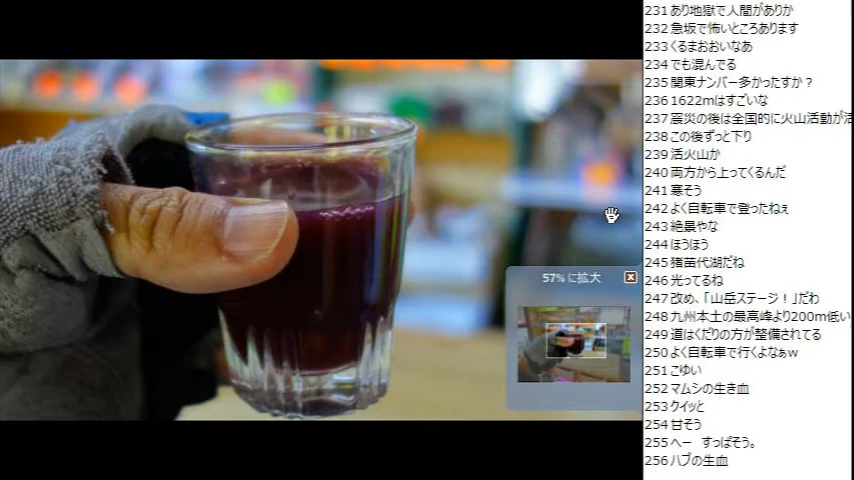 231 あり地獄で人間がありか
232 急坂で怖いところあります
233 くるまおおいなあ
234 でも混んでる
235 関東ナンバー多かったすか？
236 1622mはすごいな
237 震災の後は全国的に火山活動が活
238 この後ずっと下り
239 活火山か
240 両方から上ってくるんだ
241 寒そう
242 よく自転車で登ったねぇ
243 絶景やな
244 ほうほう
245 猪苗代湖だね
246 光ってるね
247 改め、「山岳ステージ！」だわ
248 九州本土の最高峰より200m低い
249 道はくだりの方が整備されてる
250 よく自転車で行くよなぁw
251 こゆい
252 マムシの生き血
253 クイッと
254 甘そう
255 へー　すっぱそう。
256 ハブの生血
57% に拡大